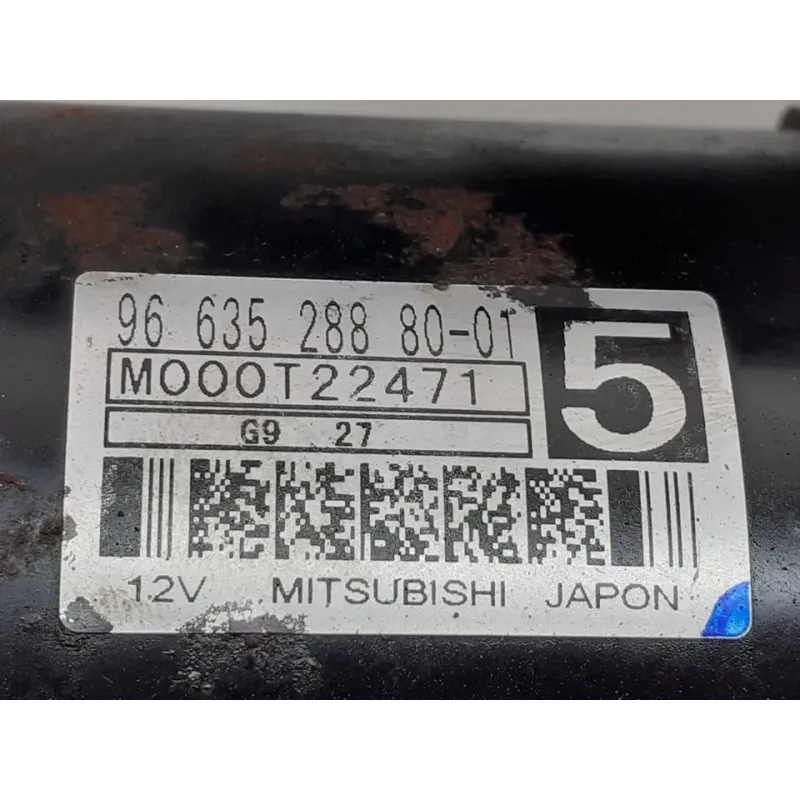 96 635 288 80-01
5
M000T22471
G9 27
12V MITSUBISHI JAPON